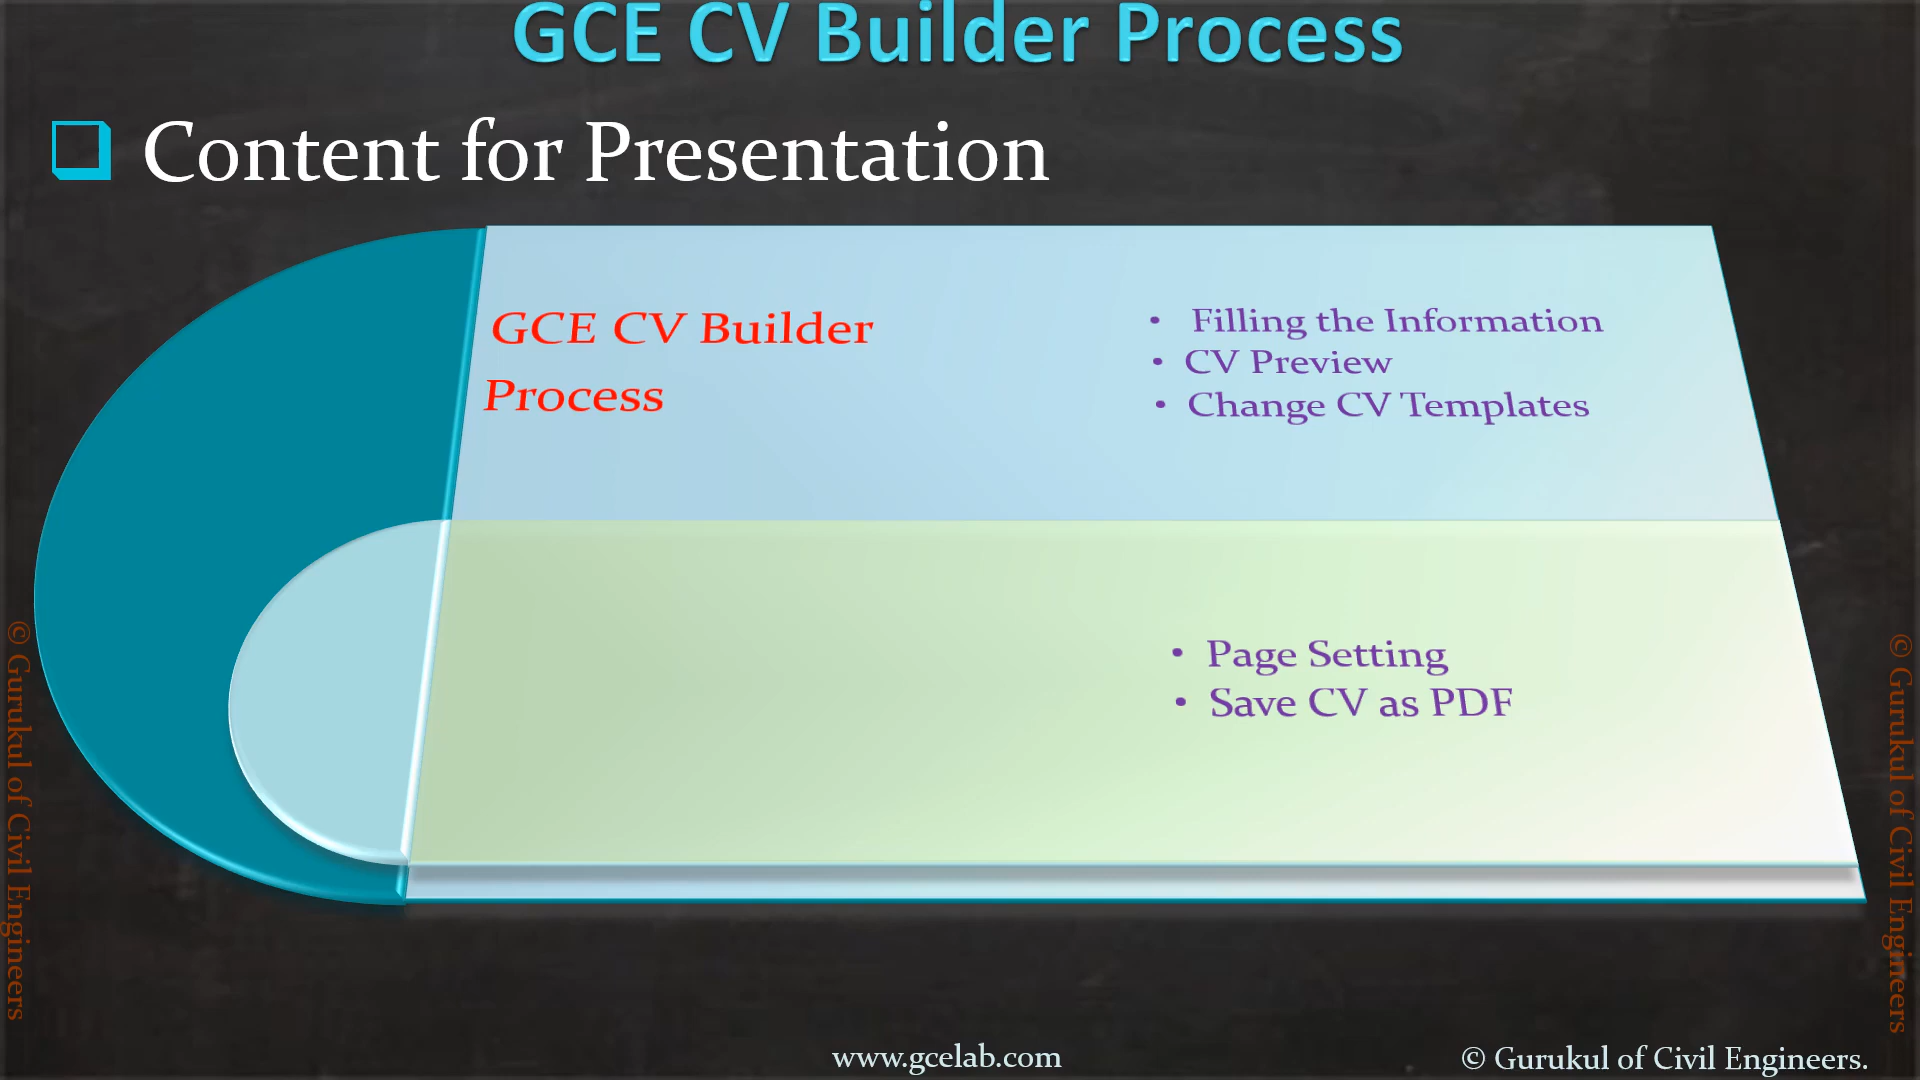 GCE CV Builder Process
Content for Presentation
GCE CV Builder
Process
• Filling the Information
• CV Preview
• Change CV Templates
• Page Setting
• Save CV as PDF
© Gurukul of Civil Engineers
© Gurukul of Civil Engineers
www.gcelab.com
© Gurukul of Civil Engineers.